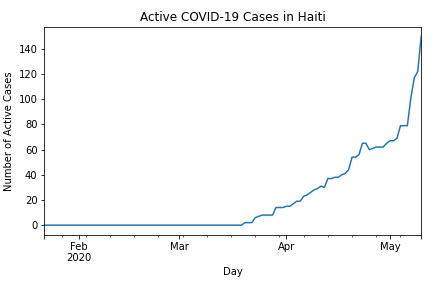 Active COVID-19 Cases in Haiti
Number of Active Cases
140
120
100
80
60
40
20
0
Feb
2020
Mar
Apr
May
Day